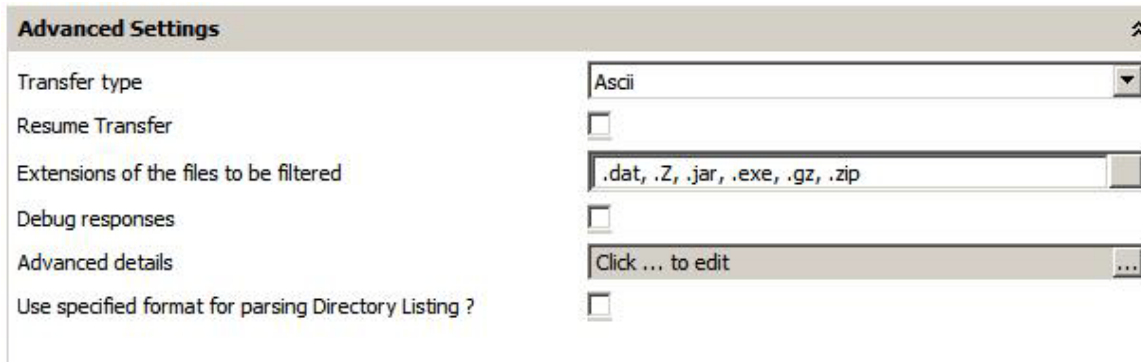 Advanced Settings
Transfer type Ascii
Resume Transfer
Extensions of the files to be filtered .dat, .Z, .jar, .exe, .gz, .zip
Debug responses
Advanced details Click ... to edit ...
Use specified format for parsing Directory Listing ?